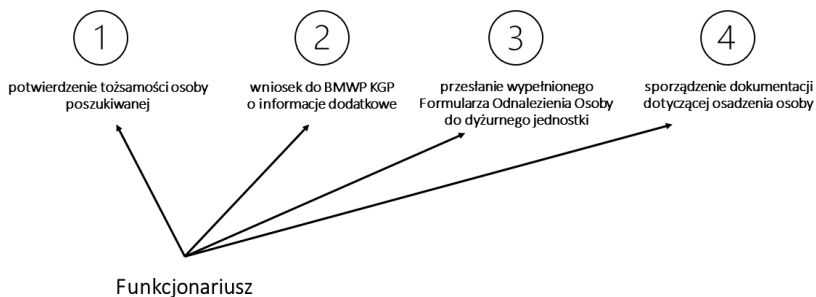 1
potwierdzenie tożsamości osoby
poszukiwanej
2
wniosek do BMWP KGP
o informacje dodatkowe
3
przesłanie wypełnionego
Formularza Odnalezienia Osoby
do dyżurnego jednostki
4
sporządzenie dokumentacji
dotyczącej osadzenia osoby
Funkcjonariusz